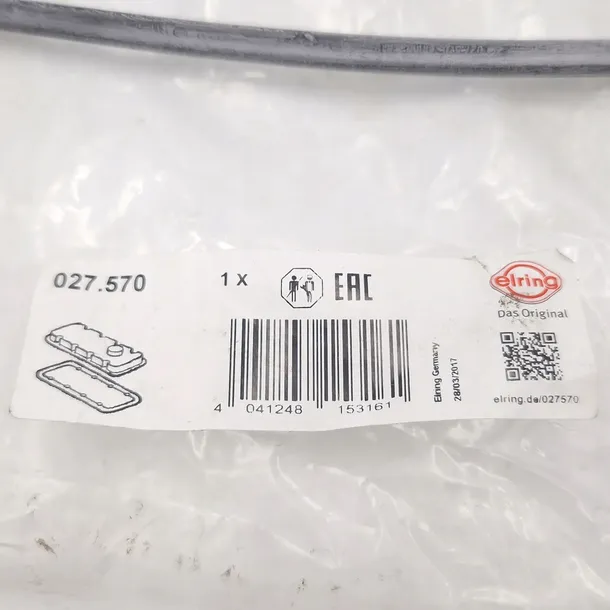 027.570
1 x
EAC
elring
Das Original
4 041248 153161
Elring Germany
28/03/2017
elring.de/027570